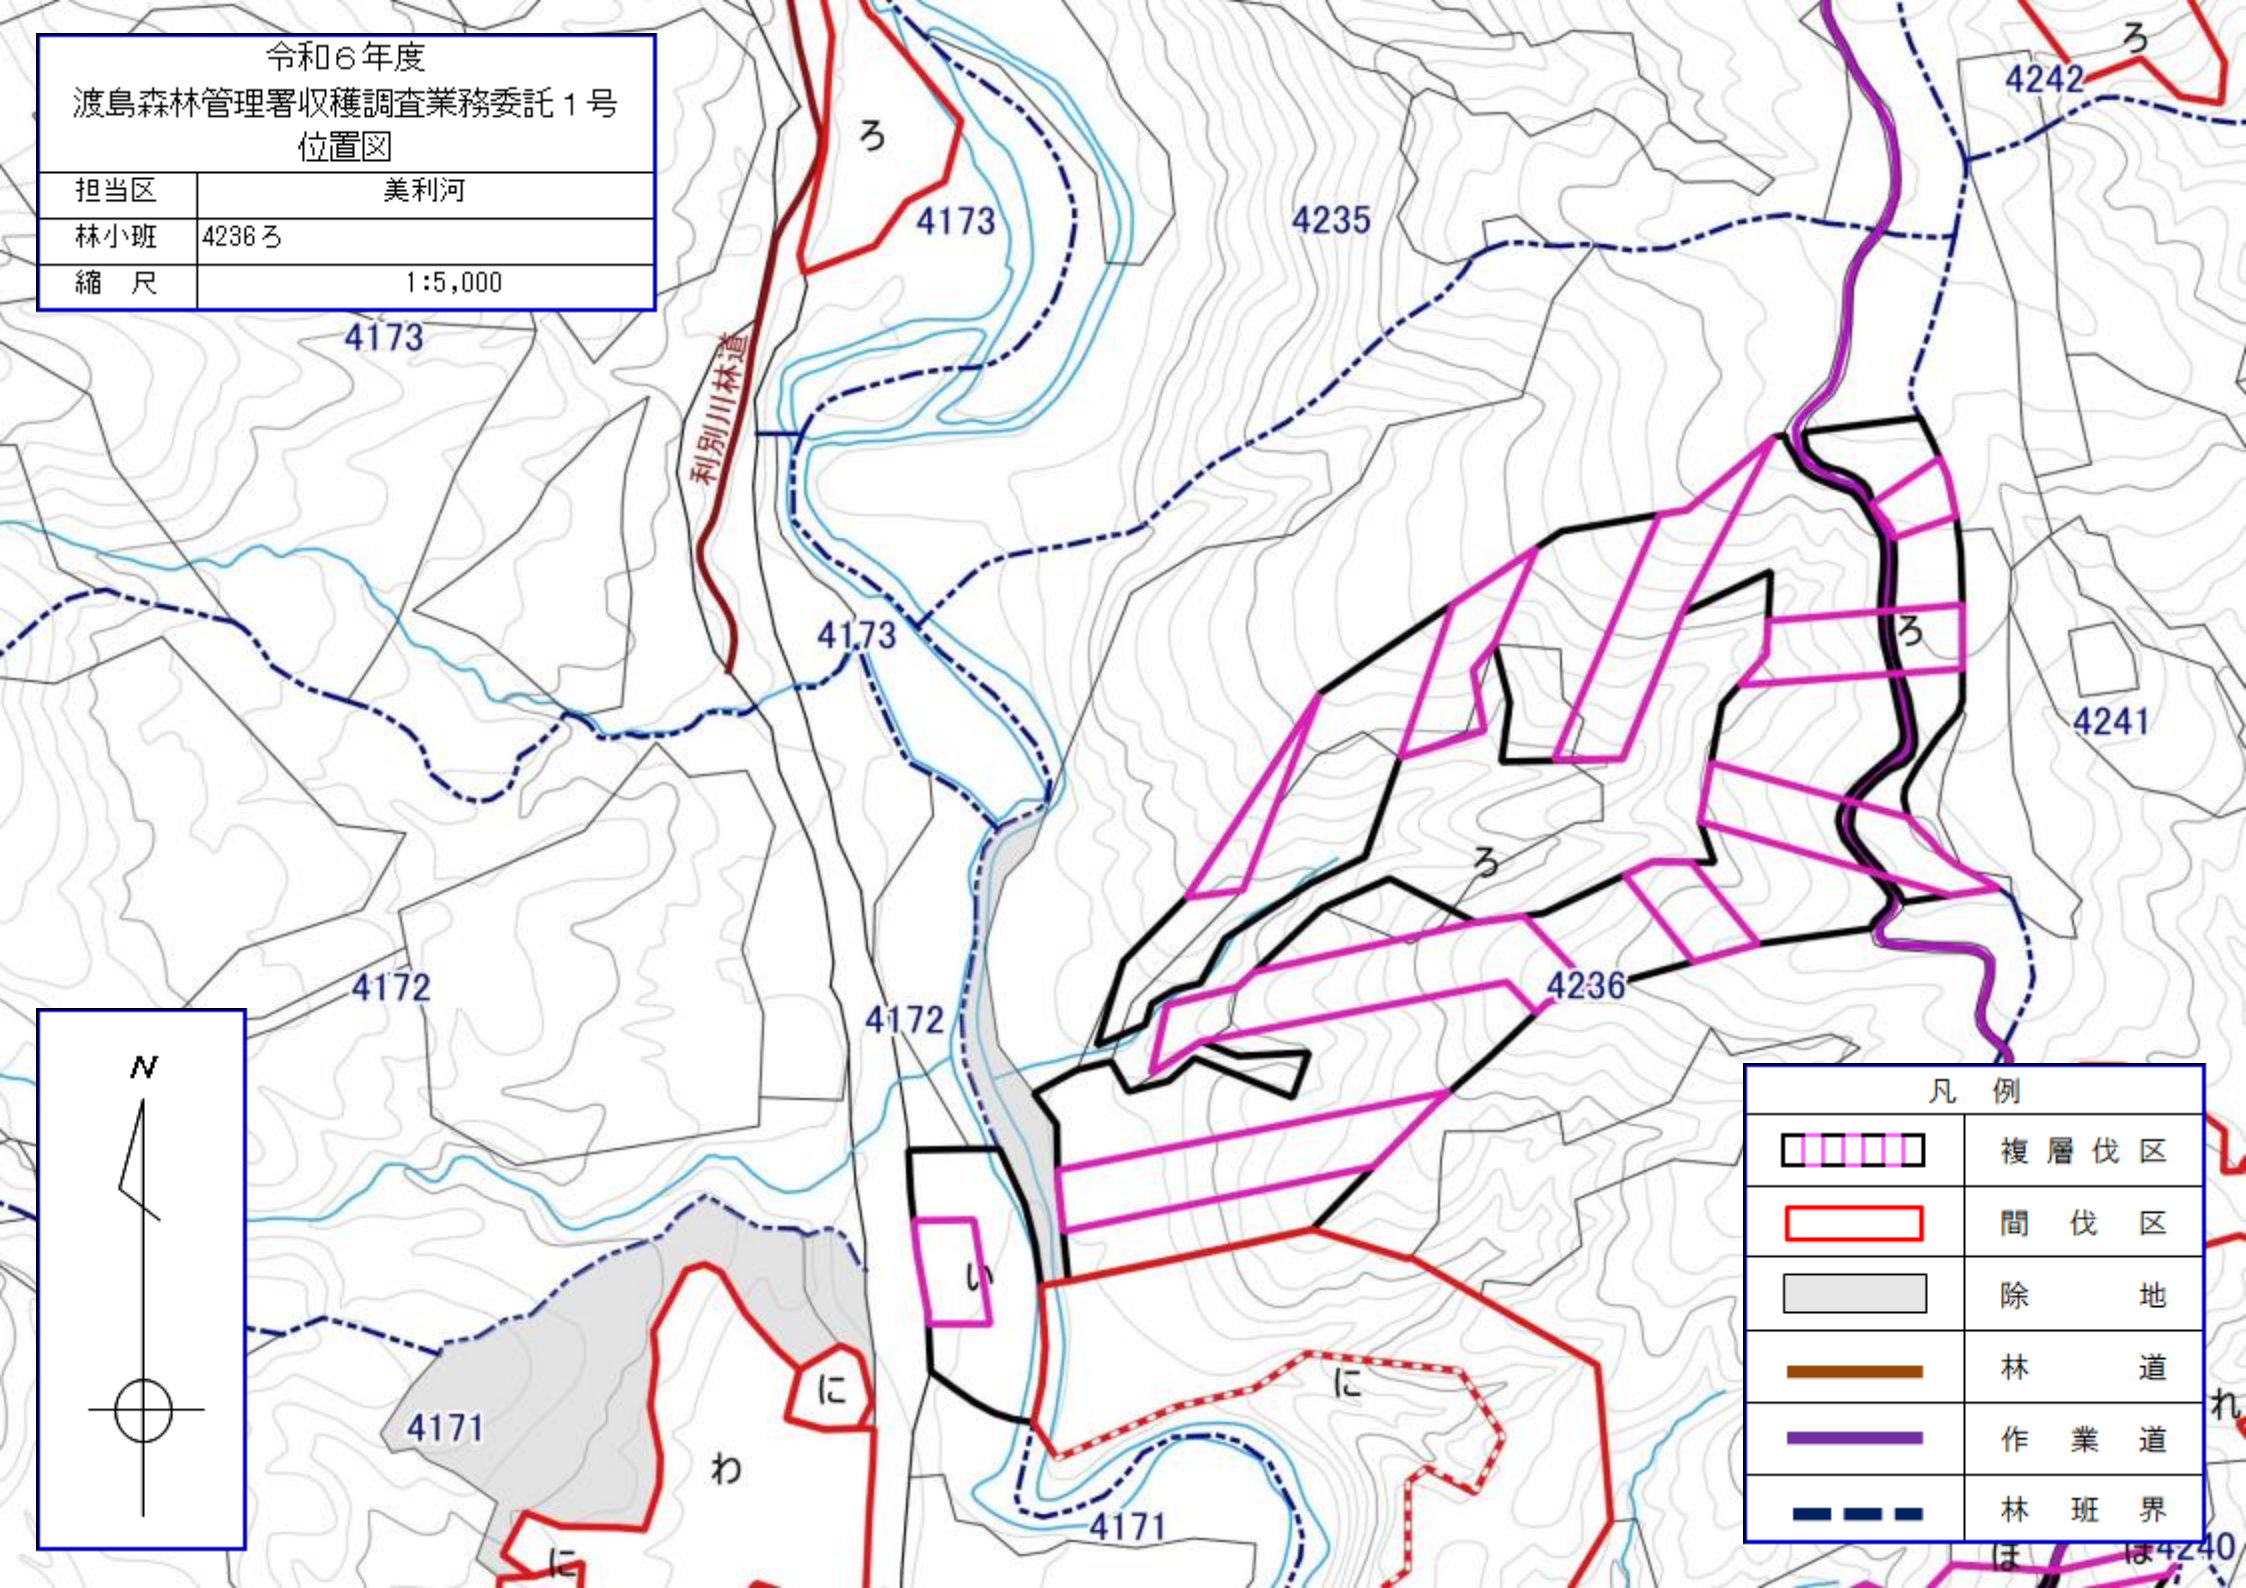 令和６年度
渡島森林管理署収穫調査業務委託１号
位置図
担当区 美利河
林小班 4236ろ
縮 尺 1:5,000
ろ
4242
ろ
4173
4235
4173
利別川林道
4173
ろ
4241
ろ
4172
4236
4172
N
い
に
に
4171
わ
4171
に
れ
ほ
ほ
4240
凡 例
複層伐区
間伐区
除地
林道
作業道
林班界